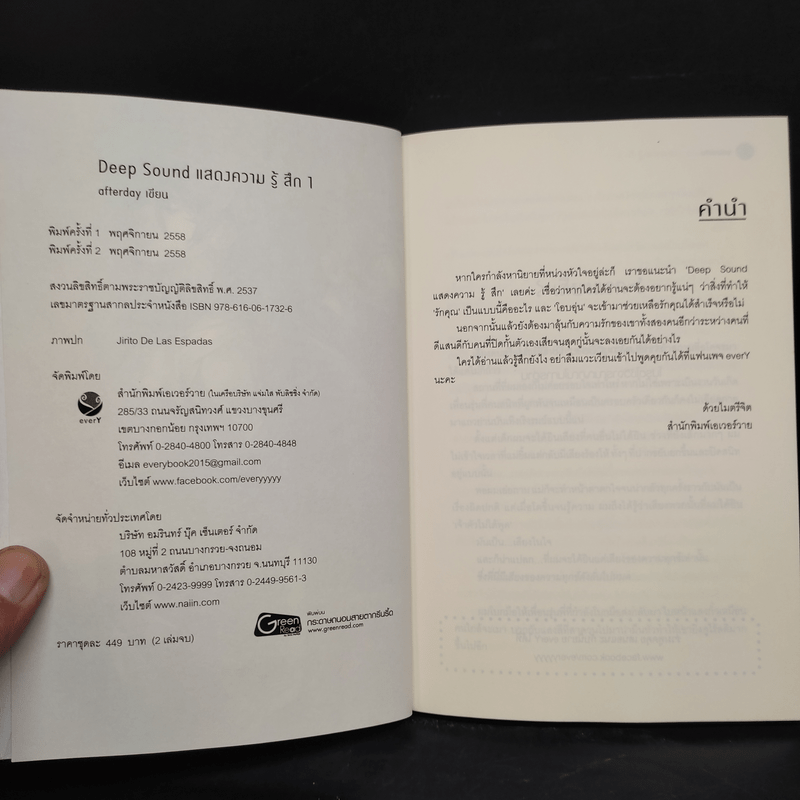 Deep Sound แสดงความ รู้ สึก 1
afterday เขียน
พิมพ์ครั้งที่ 1 พฤศจิกายน 2558
พิมพ์ครั้งที่ 2 พฤศจิกายน 2558
สงวนลิขสิทธิ์ตามพระราชบัญญัติลิขสิทธิ์ พ.ศ. 2537
เลขมาตรฐานสากลประจำหนังสือ ISBN 978-616-06-1732-6
ภาพปก Jirito De Las Espadas
จัดพิมพ์โดย
everY
สำนักพิมพ์เอเวอร์วาย (ในเครือบริษัท แจ่มใส พับลิชชิ่ง จำกัด)
285/33 ถนนจรัญสนิทวงศ์ แขวงบางขุนศรี
เขตบางกอกน้อย กรุงเทพฯ 10700
โทรศัพท์ 0-2840-4800 โทรสาร 0-2840-4848
อีเมล everybook2015@gmail.com
เว็บไซต์ www.facebook.com/everyyyyy
จัดจำหน่ายทั่วประเทศโดย
บริษัท อมรินทร์ บุ๊ค เซ็นเตอร์ จำกัด
108 หมู่ที่ 2 ถนนบางกรวย-จงถนอม
ตำบลมหาสวัสดิ์ อำเภอบางกรวย จ.นนทบุรี 11130
โทรศัพท์ 0-2423-9999 โทรสาร 0-2449-9561-3
เว็บไซต์ www.naiin.com
Green Read
พิมพ์บน
กระดาษถนอมสายตากรีนรี้ด
www.greenread.com
ราคาชุดละ 449 บาท (2 เล่มจบ)
คำนำ
หากใครกำลังหานิยายที่หน่วงหัวใจอยู่ล่ะก็ เราขอแนะนำ 'Deep Sound
แสดงความ รู้ สึก' เลยค่ะ เชื่อว่าหากใครได้อ่านจะต้องอยากรู้แน่ๆ ว่าสิ่งที่ทำให้
'รักคุณ' เป็นแบบนี้คืออะไร และ 'โอบอุ่น' จะเข้ามาช่วยเหลือรักคุณได้สำเร็จหรือไม่
นอกจากนั้นแล้วยังต้องมาลุ้นกับความรักของเขาทั้งสองคนอีกว่าระหว่างคนที่
ดีแสนดีกับคนที่ปิดกั้นตัวเองเสียจนสุดกู่นั้นจะลงเอยกันได้อย่างไร
ใครได้อ่านแล้วรู้สึกยังไง อย่าลืมแวะเวียนเข้าไปพูดคุยกันได้ที่แฟนเพจ everY
นะคะ
ด้วยไมตรีจิต
สำนักพิมพ์เอเวอร์วาย